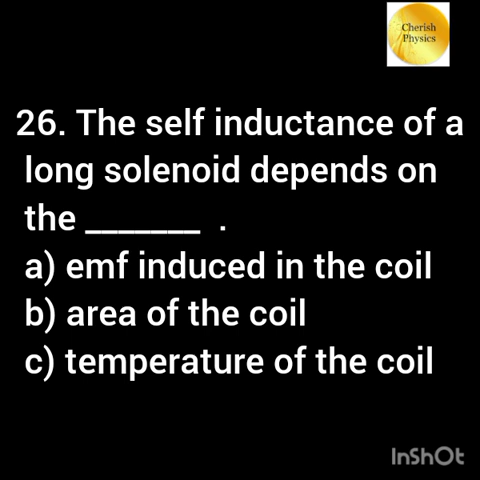 Cherish
Physics
26. The self inductance of a
long solenoid depends on
the _______ .
a) emf induced in the coil
b) area of the coil
c) temperature of the coil
InShOt